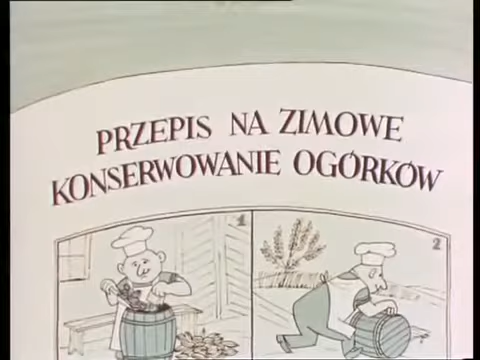 PRZEPIS NA ZIMOWE
KONSERWOWANIE OGÓRKÓW
1
2